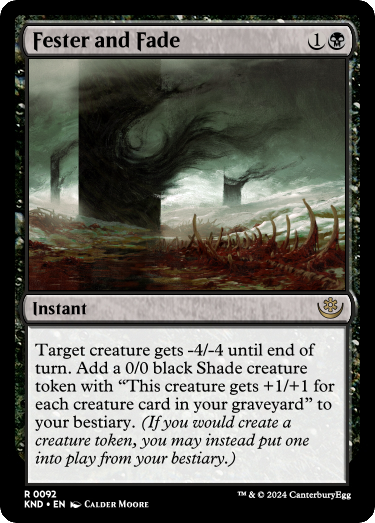 Fester and Fade 1
Instant
Target creature gets -4/-4 until end of
turn. Add a 0/0 black Shade creature
token with “This creature gets +1/+1 for
each creature card in your graveyard” to
your bestiary. (If you would create a
creature token, you may instead put one
into play from your bestiary.)
R 0092
KND • EN CALDER MOORE
™ & © 2024 CanterburyEgg